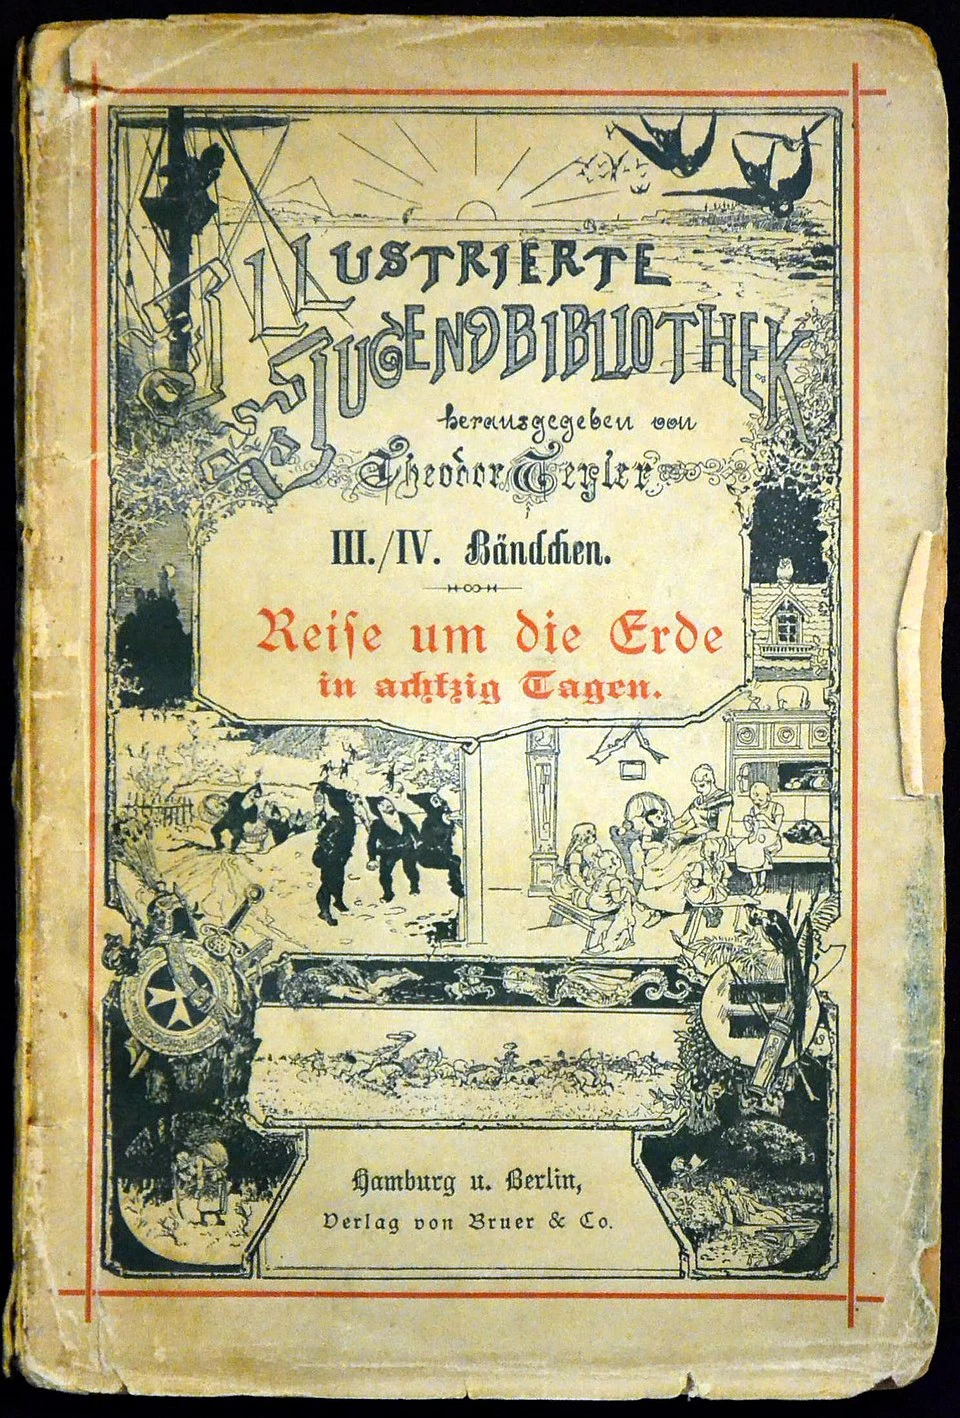 ILLUSTRIERTE
JUGENDBIBLIOTHEK
herausgegeben von
Theodor
III./IV. Bändchen.
Reise um die Erde
in achtzig Tagen.
Hamburg u. Berlin,
Verlag von Bruer & Co.